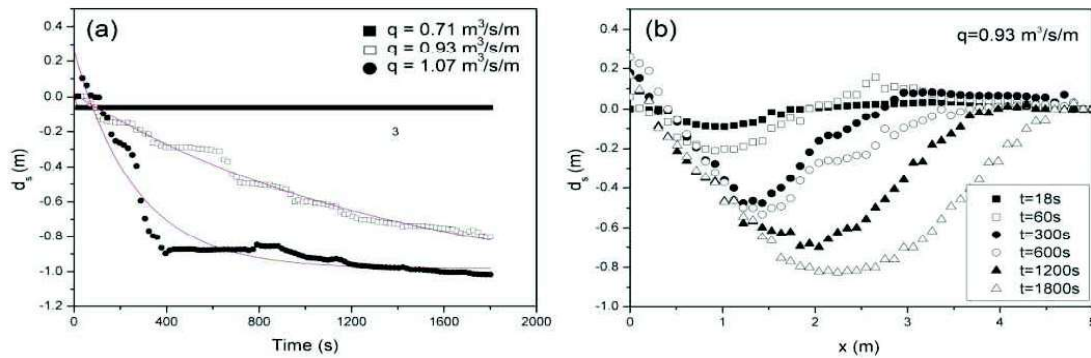 (a)
q = 0.71 m³/s/m
q = 0.93 m³/s/m
q = 1.07 m³/s/m
3
0.4
0.2
0.0
-0.2
-0.4
-0.6
-0.8
-1.0
-1.2
dₛ (m)
0 400 800 1200 1600 2000
Time (s)
(b)
q=0.93 m³/s/m
0.4
0.2
0.0
-0.2
-0.4
-0.6
-0.8
-1.0
dₛ (m)
t=18s
t=60s
t=300s
t=600s
t=1200s
t=1800s
0 1 2 3 4 5
x (m)